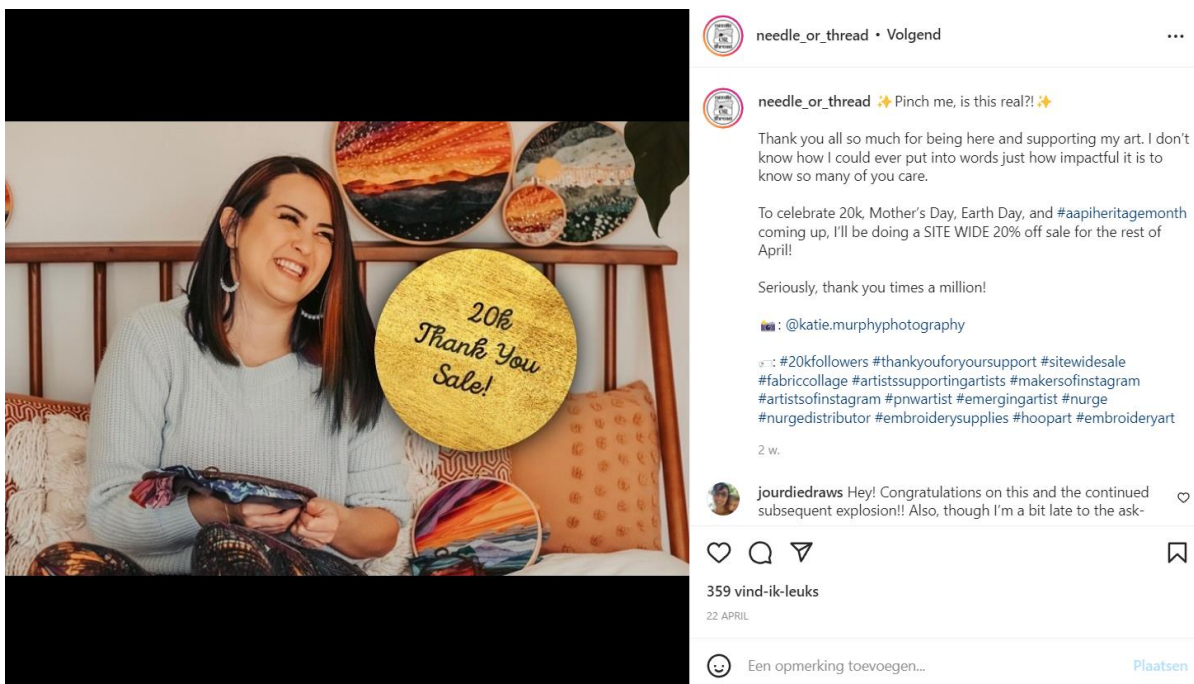 20k
Thank You
Sale!
needle_or_thread • Volgend
needle_or_thread ✨Pinch me, is this real?!✨
Thank you all so much for being here and supporting my art. I don't
know how I could ever put into words just how impactful it is to
know so many of you care.
To celebrate 20k, Mother's Day, Earth Day, and #aapiheritagemonth
coming up, I'll be doing a SITE WIDE 20% off sale for the rest of
April!
Seriously, thank you times a million!
📸: @katie.murphyphotography
: #20kfollowers #thankyouforyoursupport #sitewidesale
#fabriccollage #artistssupportingartists #makersofinstagram
#artistsofinstagram #pnwartist #emergingartist #nurge
#nurgedistributor #embroiderysupplies #hoopart #embroideryart
2 w.
jourdiedraws Hey! Congratulations on this and the continued
subsequent explosion!! Also, though I'm a bit late to the ask-
359 vind-ik-leuks
22 APRIL
Een opmerking toevoegen...
Plaatsen